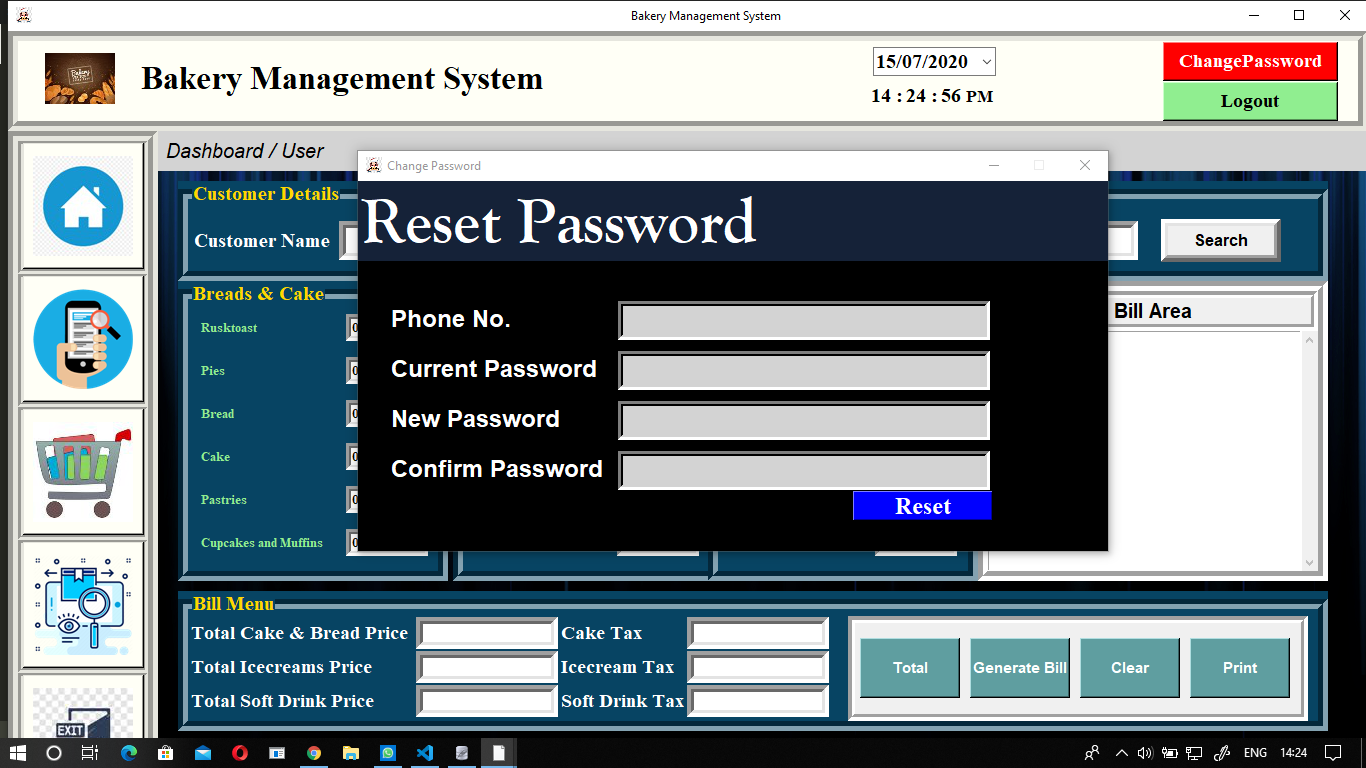 Bakery Management System
Bakery Management System
15/07/2020
14 : 24 : 56 PM
ChangePassword
Logout
Dashboard / User
Change Password
Reset Password
Phone No.
Current Password
New Password
Confirm Password
Reset
Customer Details
Customer Name
Search
Breads & Cake
Rusktoast
Pies
Bread
Cake
Pastries
Cupcakes and Muffins
Bill Area
Bill Menu
Total Cake & Bread Price
Cake Tax
Total Icecreams Price
Icecream Tax
Total Soft Drink Price
Soft Drink Tax
Total
Generate Bill
Clear
Print
EXIT
ENG
14:24